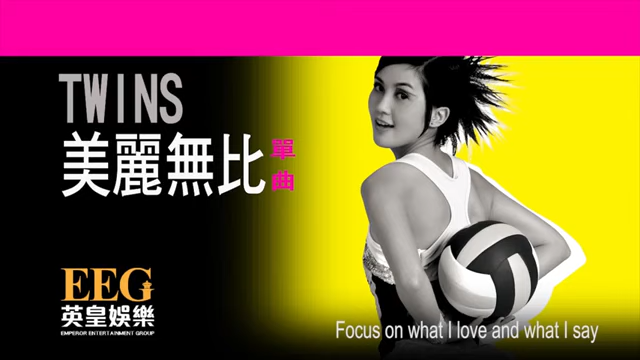 TWINS
美麗無比
單曲
EEG
英皇娛樂
EMPEROR ENTERTAINMENT GROUP
Focus on what I love and what I say